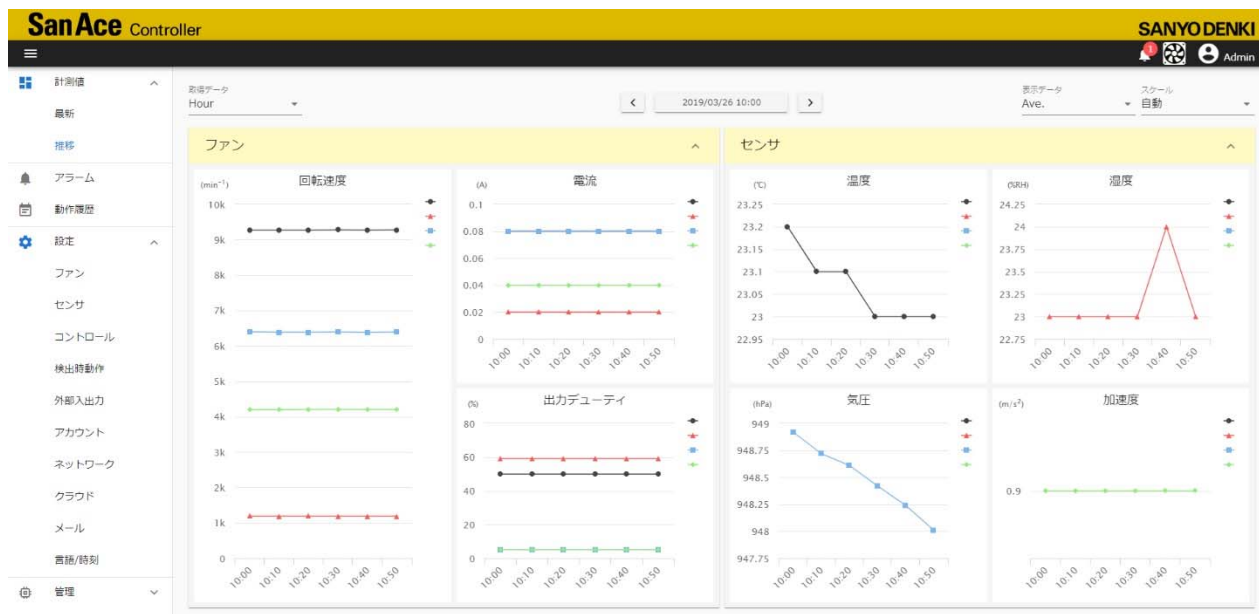 San Ace Controller
SANYO DENKI
1
Admin
計測値
最新
推移
アラーム
動作履歴
設定
ファン
センサ
コントロール
検出時動作
外部入出力
アカウント
ネットワーク
クラウド
メール
言語/時刻
管理
取得データ
Hour
2019/03/26 10:00
表示データ
Ave.
スケール
自動
ファン
回転速度
(min⁻¹)
10k
9k
8k
7k
6k
5k
4k
3k
2k
1k
0
10:00 10:10 10:20 10:30 10:40 10:50
電流
(A)
0.1
0.08
0.06
0.04
0.02
0
10:00 10:10 10:20 10:30 10:40 10:50
出力デューティ
(%)
80
60
40
20
0
10:00 10:10 10:20 10:30 10:40 10:50
センサ
温度
(℃)
23.25
23.2
23.15
23.1
23.05
23
22.95
10:00 10:10 10:20 10:30 10:40 10:50
湿度
(%RH)
24.25
24
23.75
23.5
23.25
23
22.75
10:00 10:10 10:20 10:30 10:40 10:50
気圧
(hPa)
949
948.75
948.5
948.25
948
947.75
10:00 10:10 10:20 10:30 10:40 10:50
加速度
(m/s²)
0.9
10:00 10:10 10:20 10:30 10:40 10:50